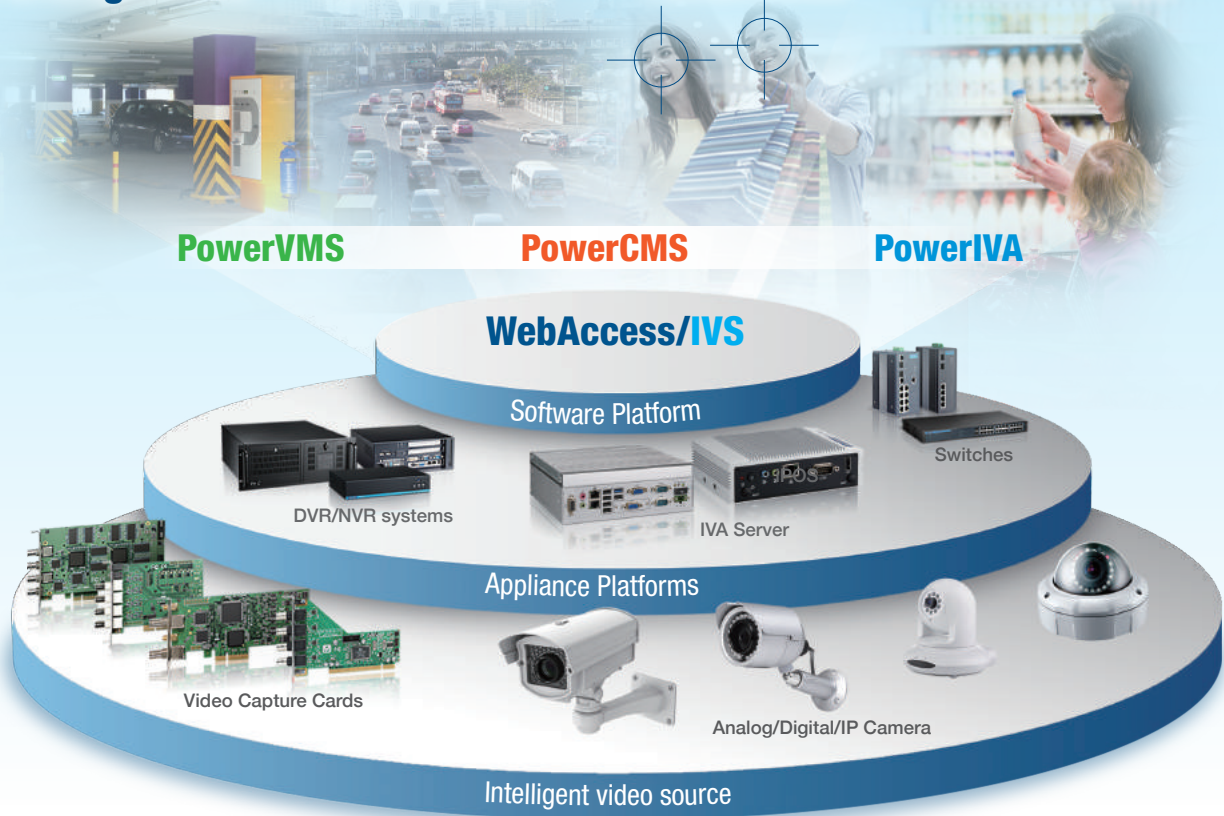 PowerVMS
PowerCMS
PowerIVA
WebAccess/IVS
Software Platform
Switches
DVR/NVR systems
IVA Server
Appliance Platforms
Video Capture Cards
Analog/Digital/IP Camera
Intelligent video source